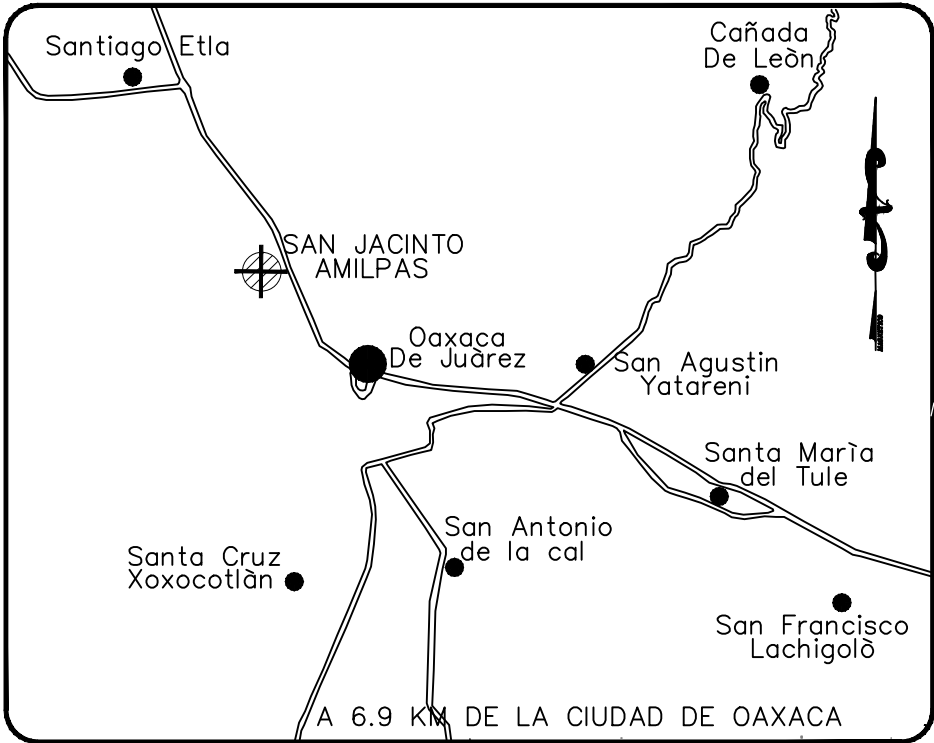 Santiago Etla
Cañada
De Leòn
SAN JACINTO
AMILPAS
Oaxaca
De Juàrez
San Agustin
Yatareni
Santa Marìa
del Tule
San Antonio
de la cal
Santa Cruz
Xoxocotlàn
San Francisco
Lachigolò
A 6.9 KM DE LA CIUDAD DE OAXACA